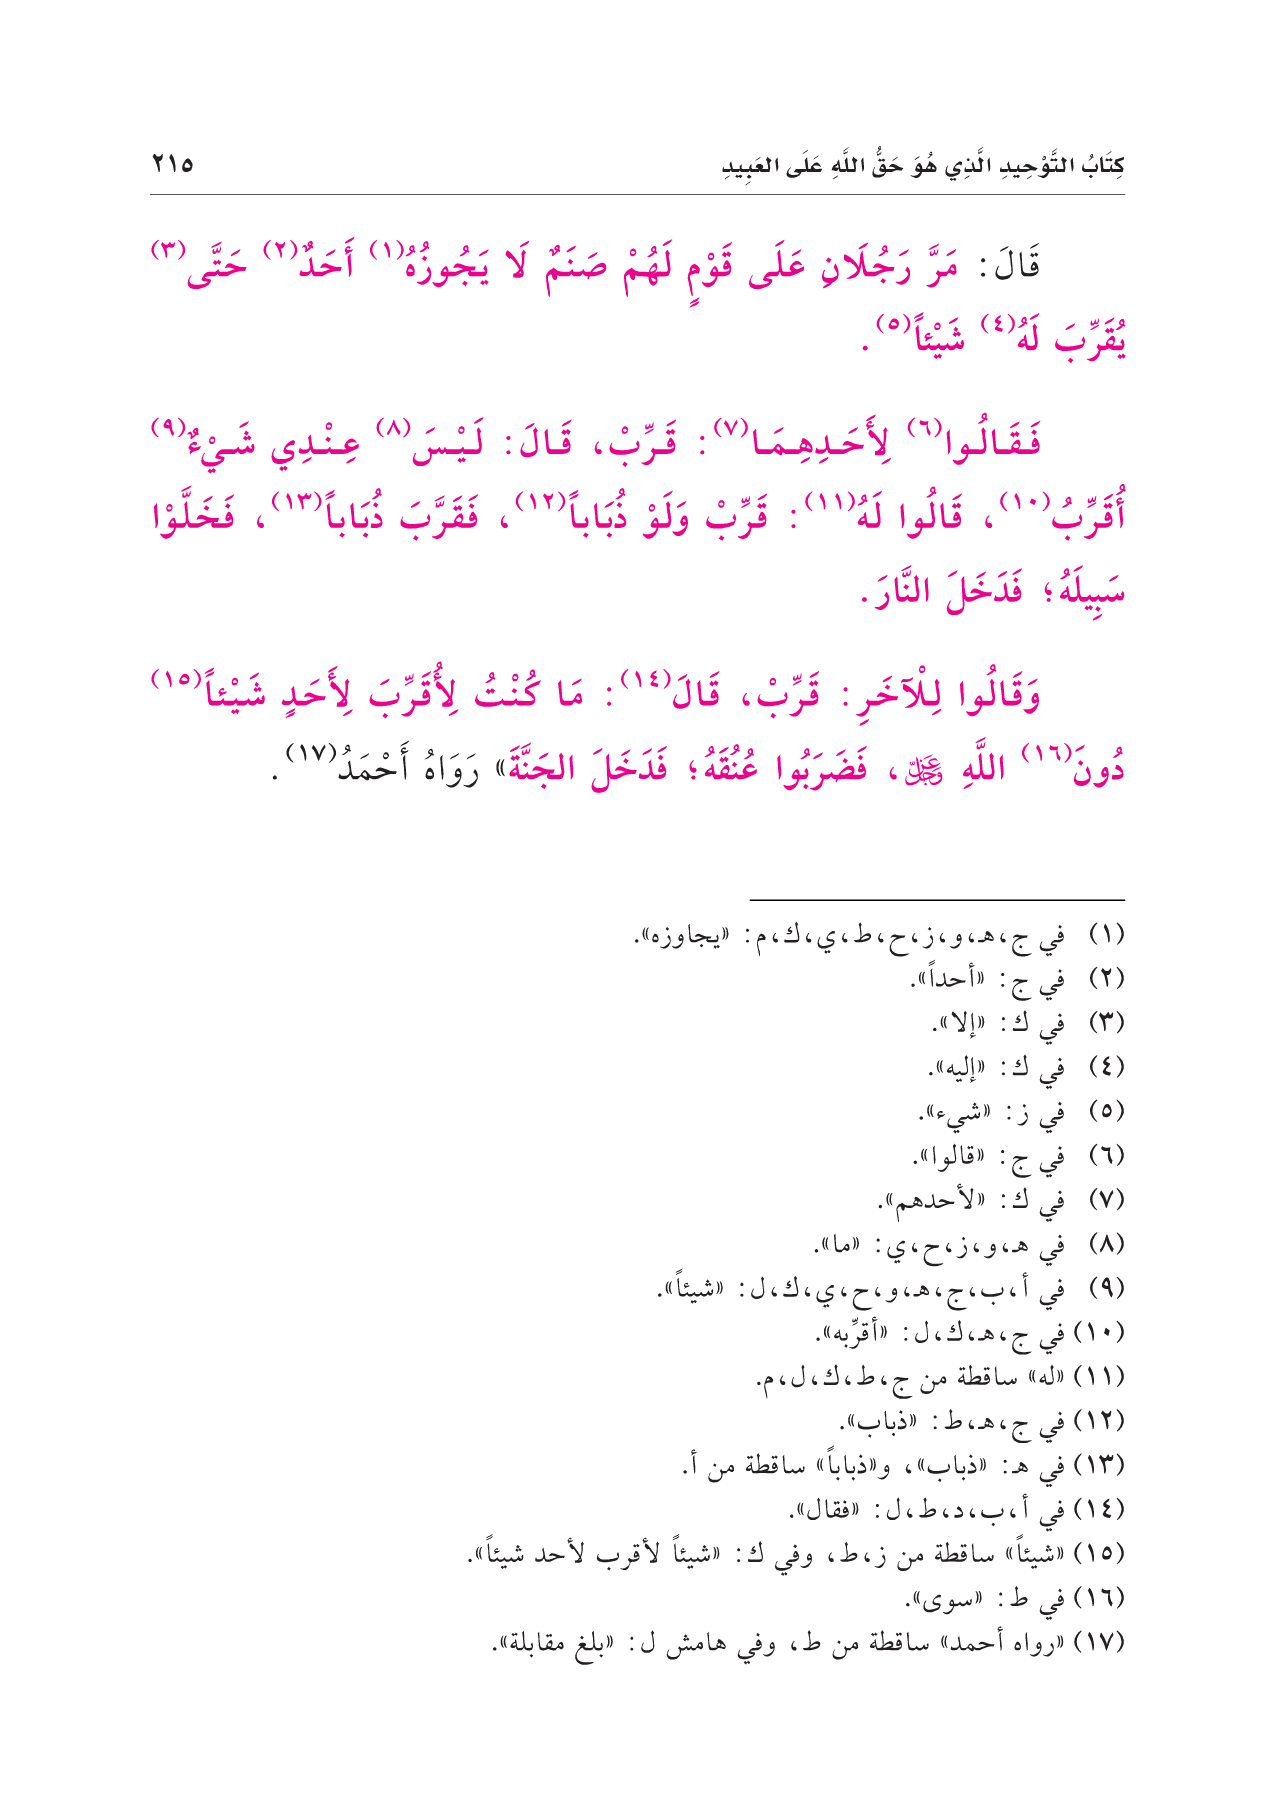 كِتَابُ التَّوْحِيدِ الَّذِي هُوَ حَقُّ اللَّهِ عَلَى العَبِيدِ ٢١٥
قَالَ: مَرَّ رَجُلَانِ عَلَى قَوْمٍ لَهُمْ صَنَمٌ لَا يَجُوزُهُ(١) أَحَدٌ(٢) حَتَّى(٣)
يُقَرِّبَ لَهُ(٤) شَيْئاً(٥).
فَقَالُوا(٦) لِأَحَدِهِمَا(٧): قَرِّبْ، قَالَ: لَيْسَ(٨) عِنْدِي شَيْءٌ(٩)
أُقَرِّبُ(١٠)، قَالُوا لَهُ(١١): قَرِّبْ وَلَوْ ذُبَاباً(١٢)، فَقَرَّبَ ذُبَاباً(١٣)، فَخَلَّوْا
سَبِيلَهُ؛ فَدَخَلَ النَّارَ.
وَقَالُوا لِلْآخَرِ: قَرِّبْ، قَالَ(١٤): مَا كُنْتُ لِأُقَرِّبَ لِأَحَدٍ شَيْئاً(١٥)
دُونَ(١٦) اللَّهِ عَزَّ وَجَلَّ، فَضَرَبُوا عُنُقَهُ؛ فَدَخَلَ الجَنَّةَ» رَوَاهُ أَحْمَدُ(١٧).
(١) في ج، هـ، و، ز، ح، ط، ي، ك، م: «يجاوزه».
(٢) في ج: «أحداً».
(٣) في ك: «إلا».
(٤) في ك: «إليه».
(٥) في ز: «شيء».
(٦) في ج: «قالوا».
(٧) في ك: «لأحدهم».
(٨) في هـ، و، ز، ح، ي: «ما».
(٩) في أ، ب، ج، هـ، و، ح، ي، ك، ل: «شيئاً».
(١٠) في ج، هـ، ك، ل: «أقرِّبه».
(١١) «له» ساقطة من ج، ط، ك، ل، م.
(١٢) في ج، هـ، ط: «ذباب».
(١٣) في هـ: «ذباب»، و«ذباباً» ساقطة من أ.
(١٤) في أ، ب، د، ط، ل: «فقال».
(١٥) «شيئاً» ساقطة من ز، ط، وفي ك: «شيئاً لأقرب لأحد شيئاً».
(١٦) في ط: «سوى».
(١٧) «رواه أحمد» ساقطة من ط، وفي هامش ل: «بلغ مقابلة».